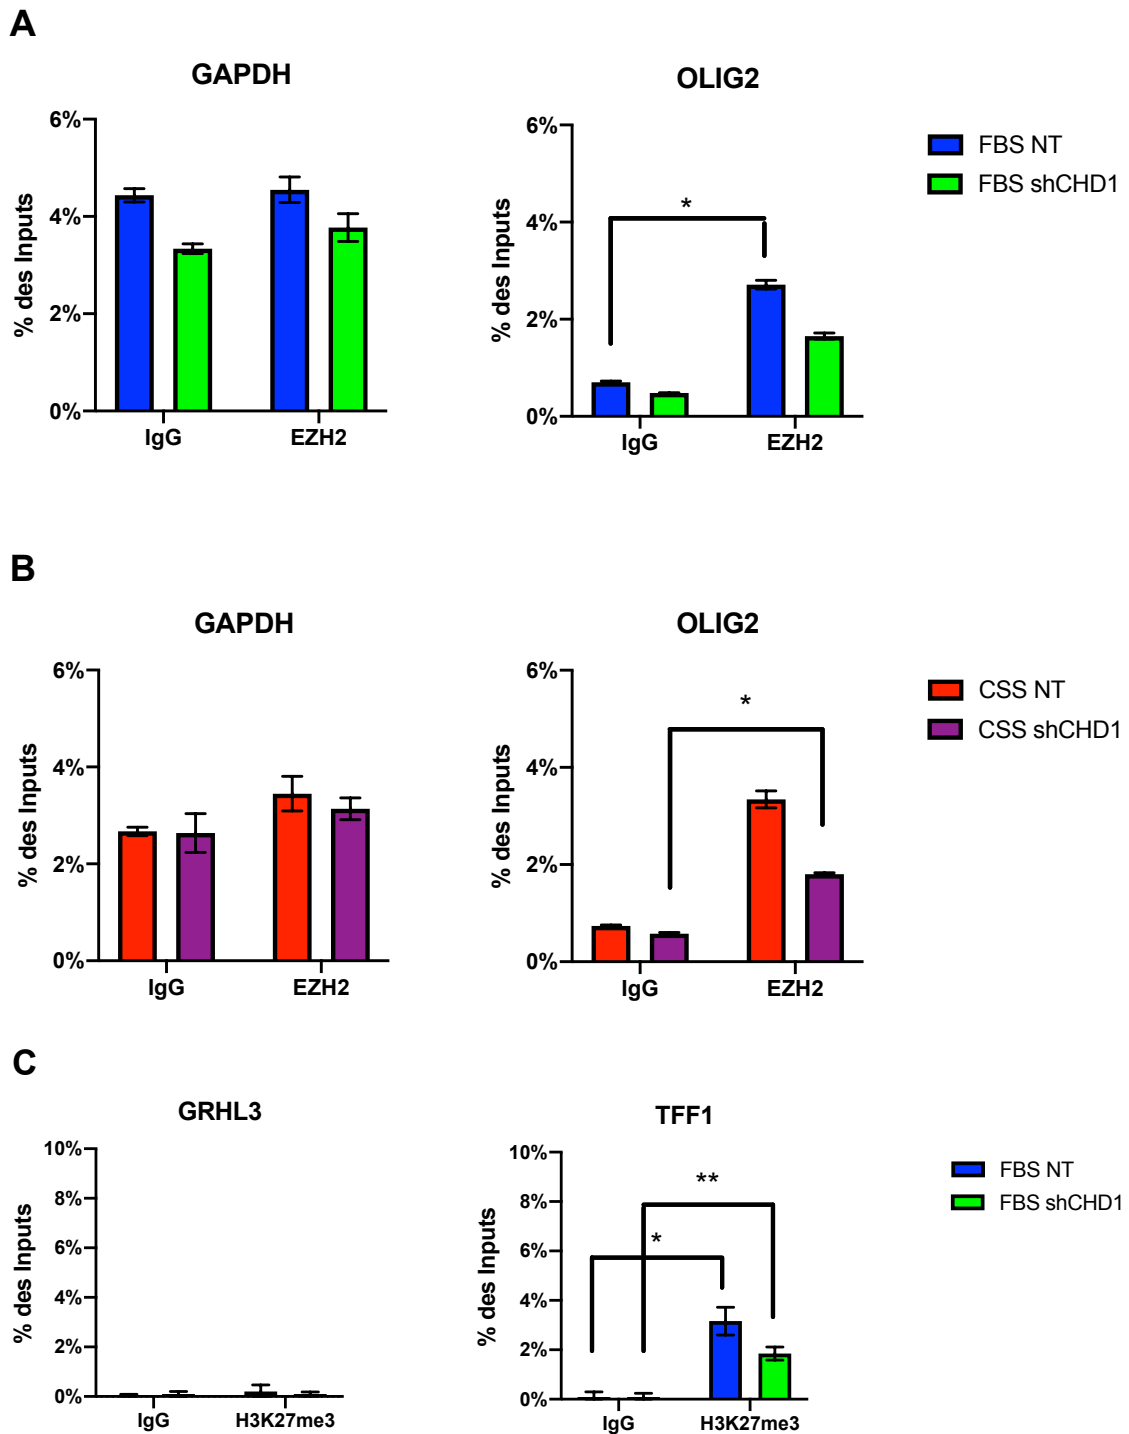 A
GAPDH
% des Inputs
6%
4%
2%
0%
IgG EZH2
OLIG2
% des Inputs
6%
4%
2%
0%
*
IgG EZH2
FBS NT
FBS shCHD1
B
GAPDH
% des Inputs
6%
4%
2%
0%
IgG EZH2
OLIG2
% des Inputs
6%
4%
2%
0%
*
IgG EZH2
CSS NT
CSS shCHD1
C
GRHL3
% des Inputs
10%
8%
6%
4%
2%
0%
IgG H3K27me3
TFF1
% des Inputs
10%
8%
6%
4%
2%
0%
**
*
IgG H3K27me3
FBS NT
FBS shCHD1